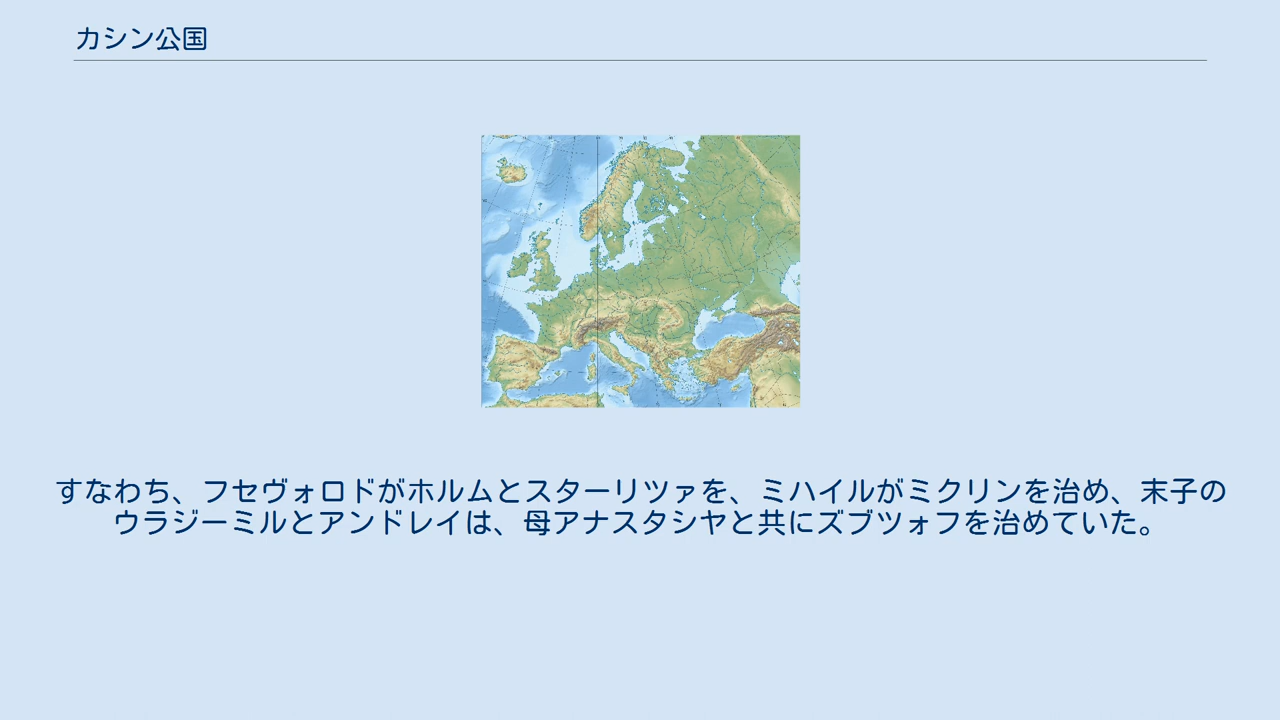 カシン公国
すなわち、フセヴォロドがホルムとスターリツァを、ミハイルがミクリンを治め、末子の
ウラジーミルとアンドレイは、母アナスタシヤと共にズブツォフを治めていた。